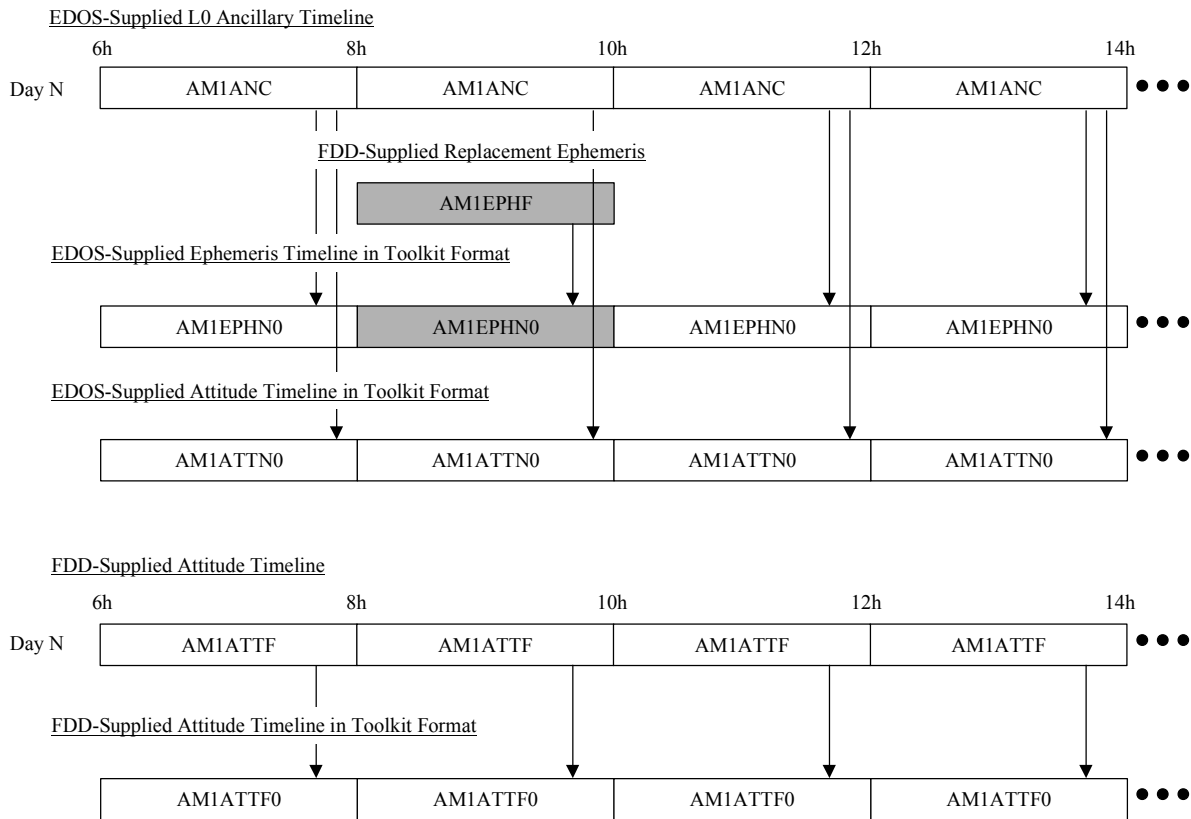 EDOS-Supplied L0 Ancillary Timeline
6h 8h 10h 12h 14h
Day N AM1ANC AM1ANC AM1ANC AM1ANC
FDD-Supplied Replacement Ephemeris
AM1EPHF
EDOS-Supplied Ephemeris Timeline in Toolkit Format
AM1EPHN0 AM1EPHN0 AM1EPHN0 AM1EPHN0
EDOS-Supplied Attitude Timeline in Toolkit Format
AM1ATTN0 AM1ATTN0 AM1ATTN0 AM1ATTN0
FDD-Supplied Attitude Timeline
6h 8h 10h 12h 14h
Day N AM1ATTF AM1ATTF AM1ATTF AM1ATTF
FDD-Supplied Attitude Timeline in Toolkit Format
AM1ATTF0 AM1ATTF0 AM1ATTF0 AM1ATTF0